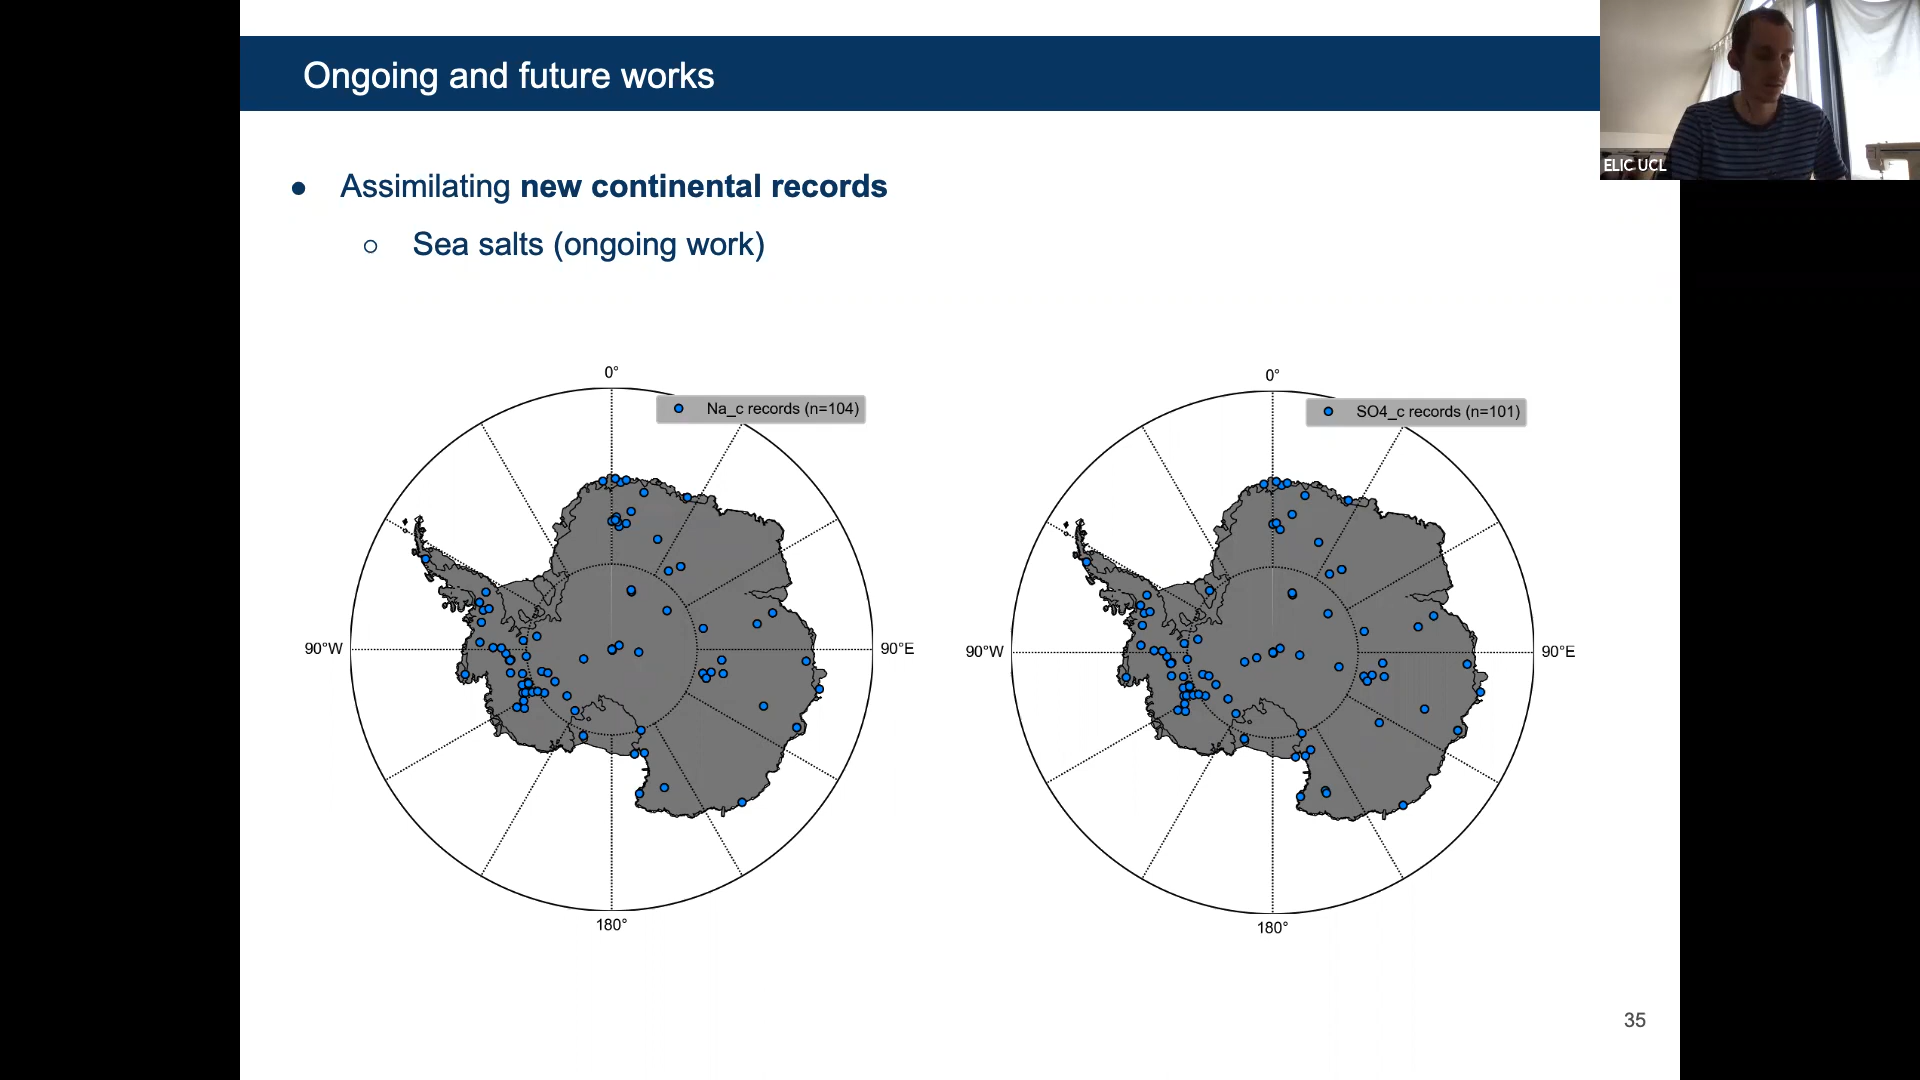 Ongoing and future works
ELIC UCL
● Assimilating new continental records
○ Sea salts (ongoing work)
0°
Na_c records (n=104)
90°W
90°E
180°
0°
SO4_c records (n=101)
90°W
90°E
180°
35